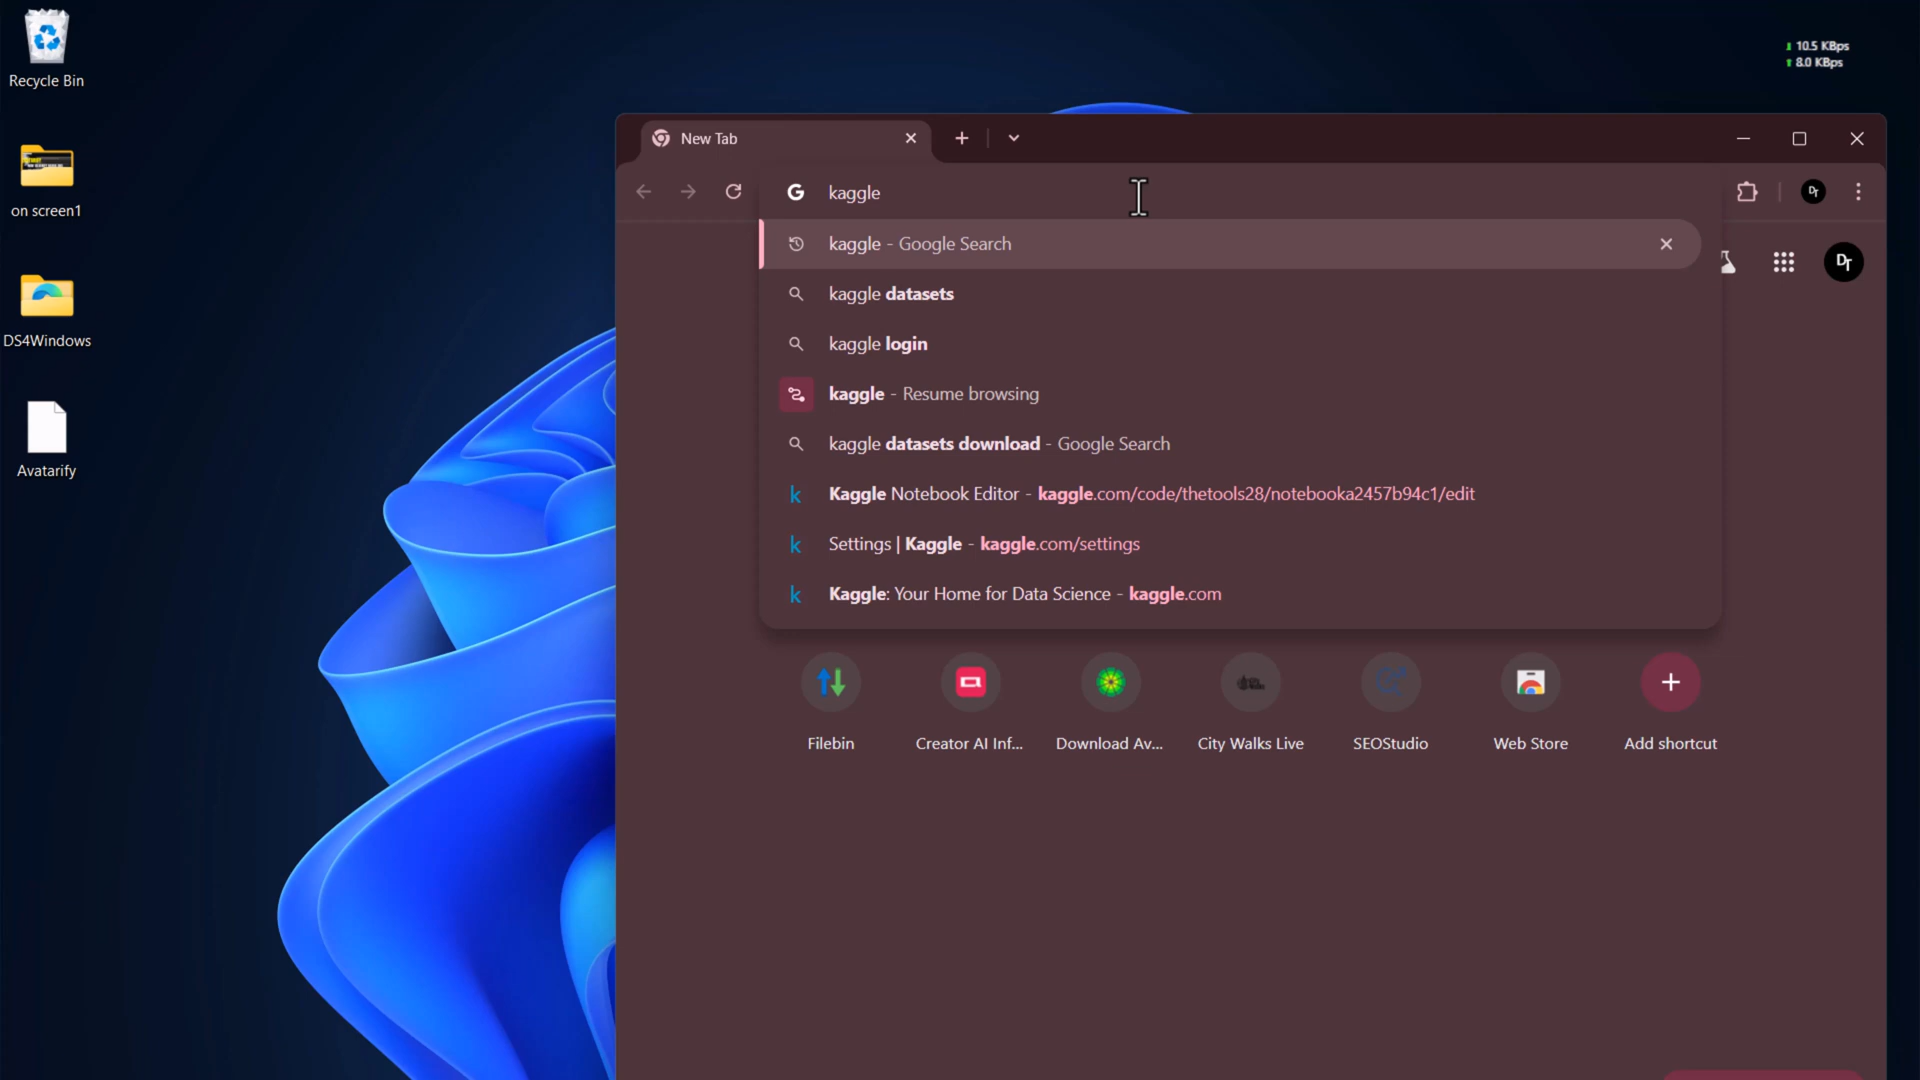 Recycle Bin
on screen1
DS4Windows
Avatarify
10.5 KBps
8.0 KBps
New Tab
kaggle
kaggle - Google Search
kaggle datasets
kaggle login
kaggle - Resume browsing
kaggle datasets download - Google Search
Kaggle Notebook Editor - kaggle.com/code/thetools28/notebooka2457b94c1/edit
Settings | Kaggle - kaggle.com/settings
Kaggle: Your Home for Data Science - kaggle.com
Filebin
Creator AI Inf...
Download Av...
City Walks Live
SEOStudio
Web Store
Add shortcut